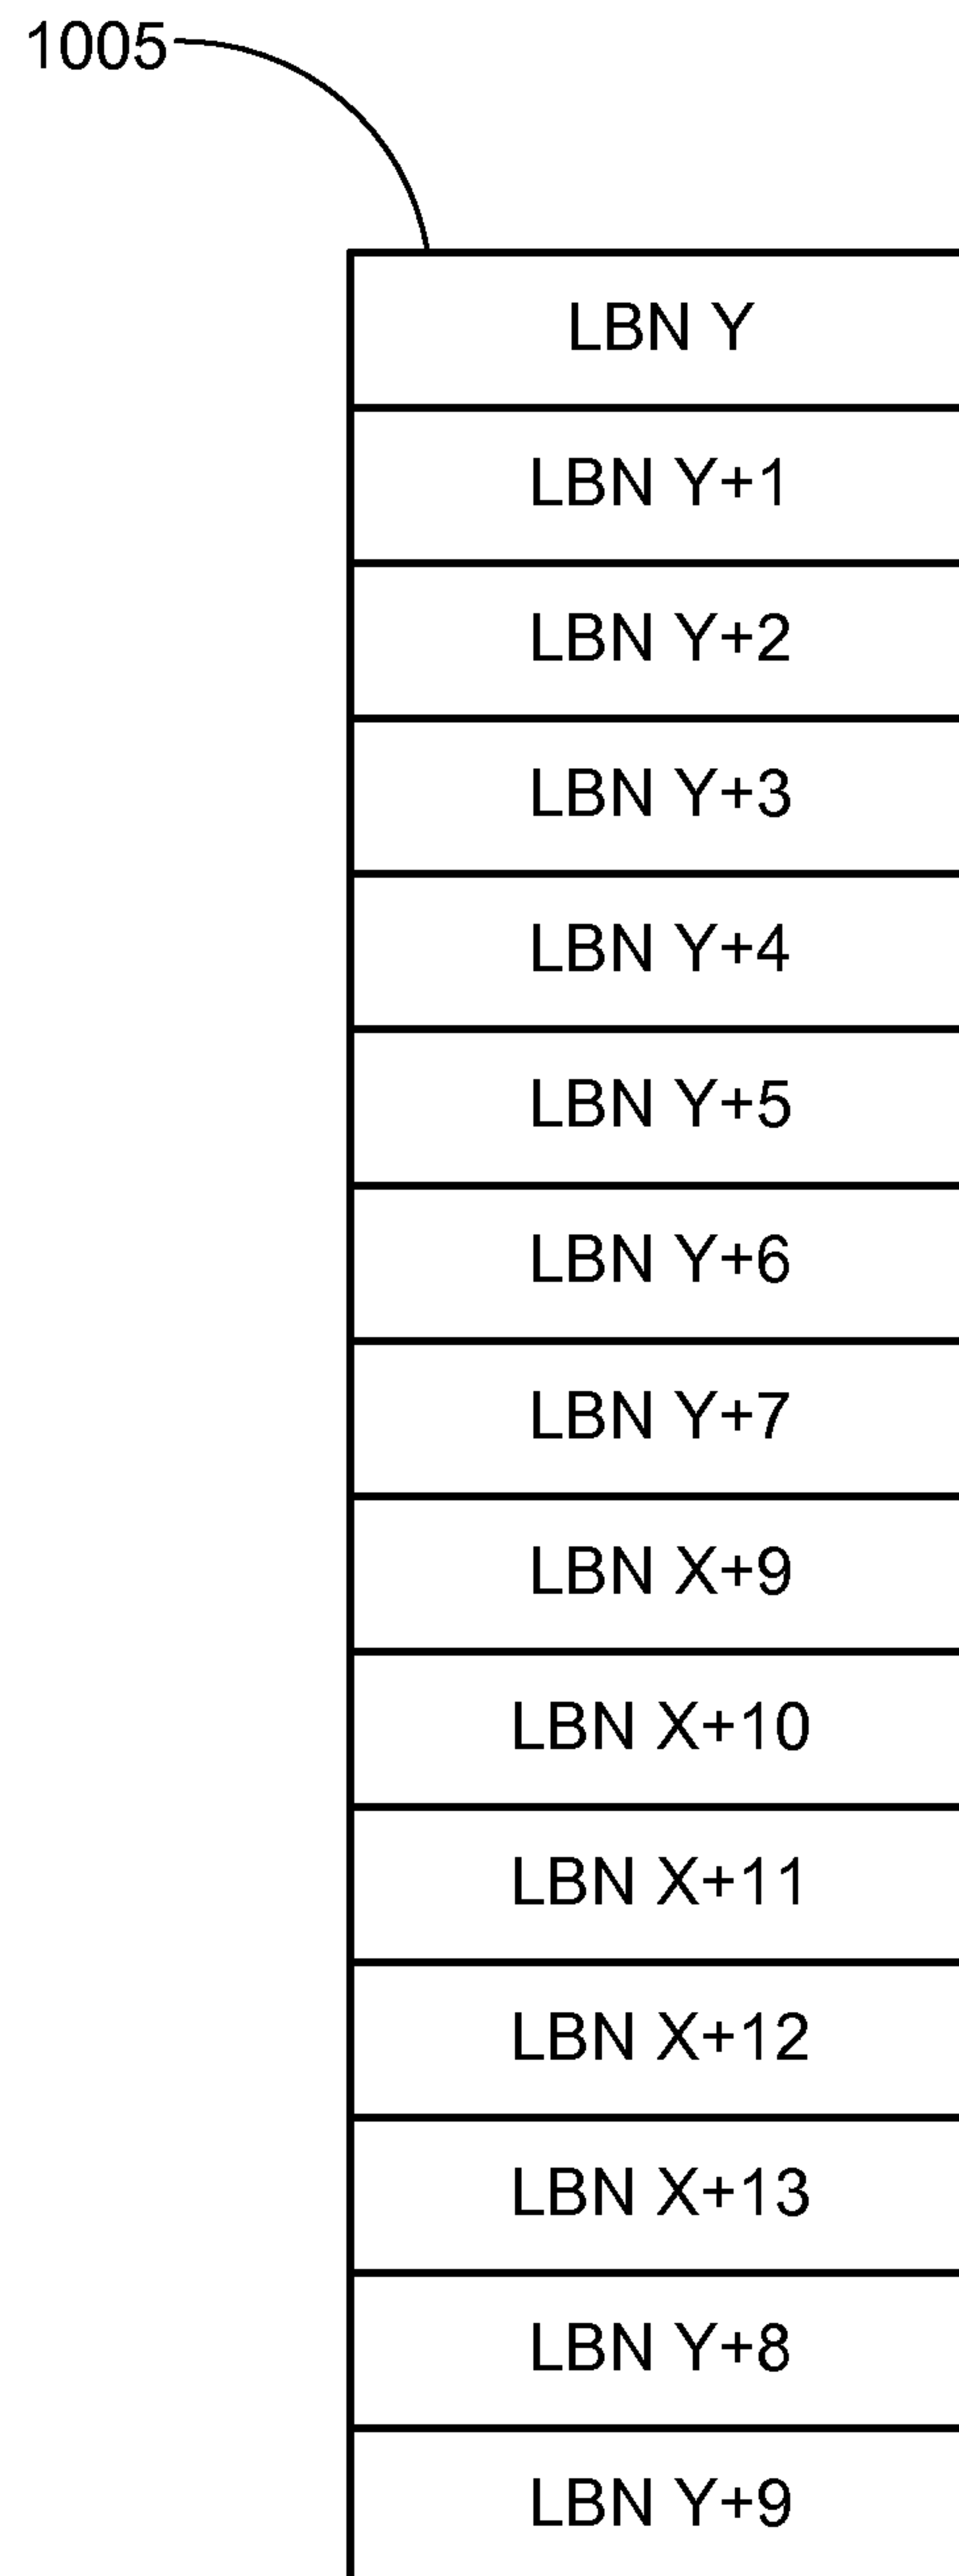 1005
LBN Y
LBN Y+1
LBN Y+2
LBN Y+3
LBN Y+4
LBN Y+5
LBN Y+6
LBN Y+7
LBN X+9
LBN X+10
LBN X+11
LBN X+12
LBN X+13
LBN Y+8
LBN Y+9